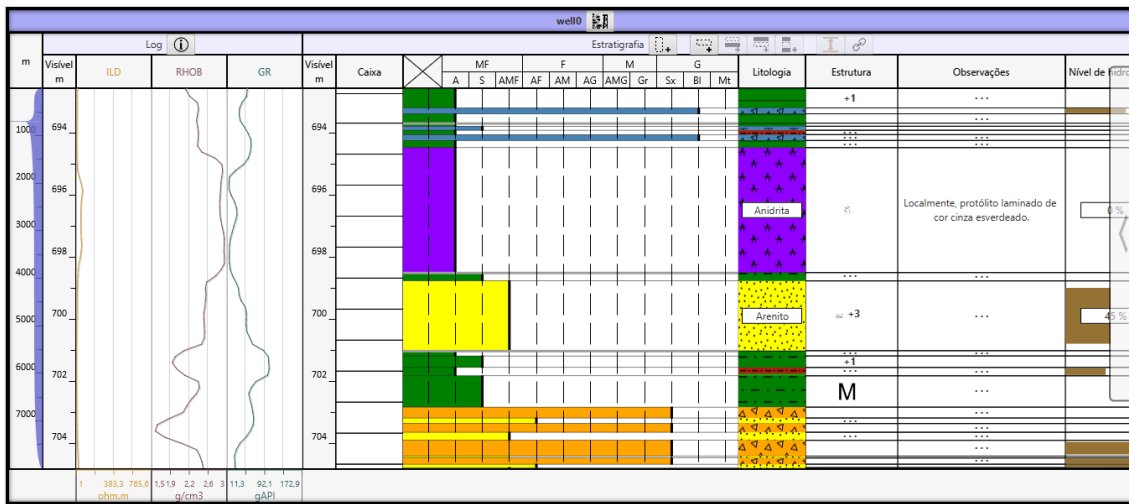 well0
Log
Estratigrafia
m
Visível m
ILD
RHOB
GR
Visível m
Caixa
MF
F
M
G
A
S
AMF
AF
AM
AG
AMG
Gr
Sx
Bl
Mt
Litologia
Estrutura
Observações
Nível de hidro
1000
2000
3000
4000
5000
6000
7000
694
696
698
700
702
704
694
696
698
700
702
704
+1
...
Anidrita
Localmente, protólito laminado de
cor cinza esverdeado.
0 %
Arenito
+3
...
45 %
+1
M
...
1 383,3 765,6
ohm.m
1,5 1,9 2,2 2,6 3
g/cm3
11,3 92,1 172,9
gAPI